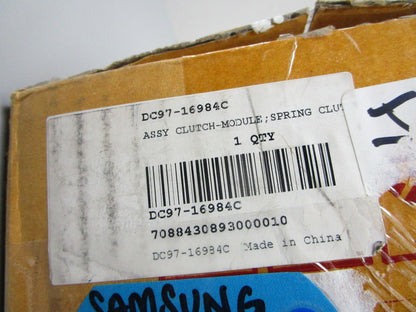 DC97-16984C
ASSY CLUTCH-MODULE;SPRING CLUT
1 QTY
DC97-16984C
7088430893000010
DC97-16984C Made in China
SAMSUNG